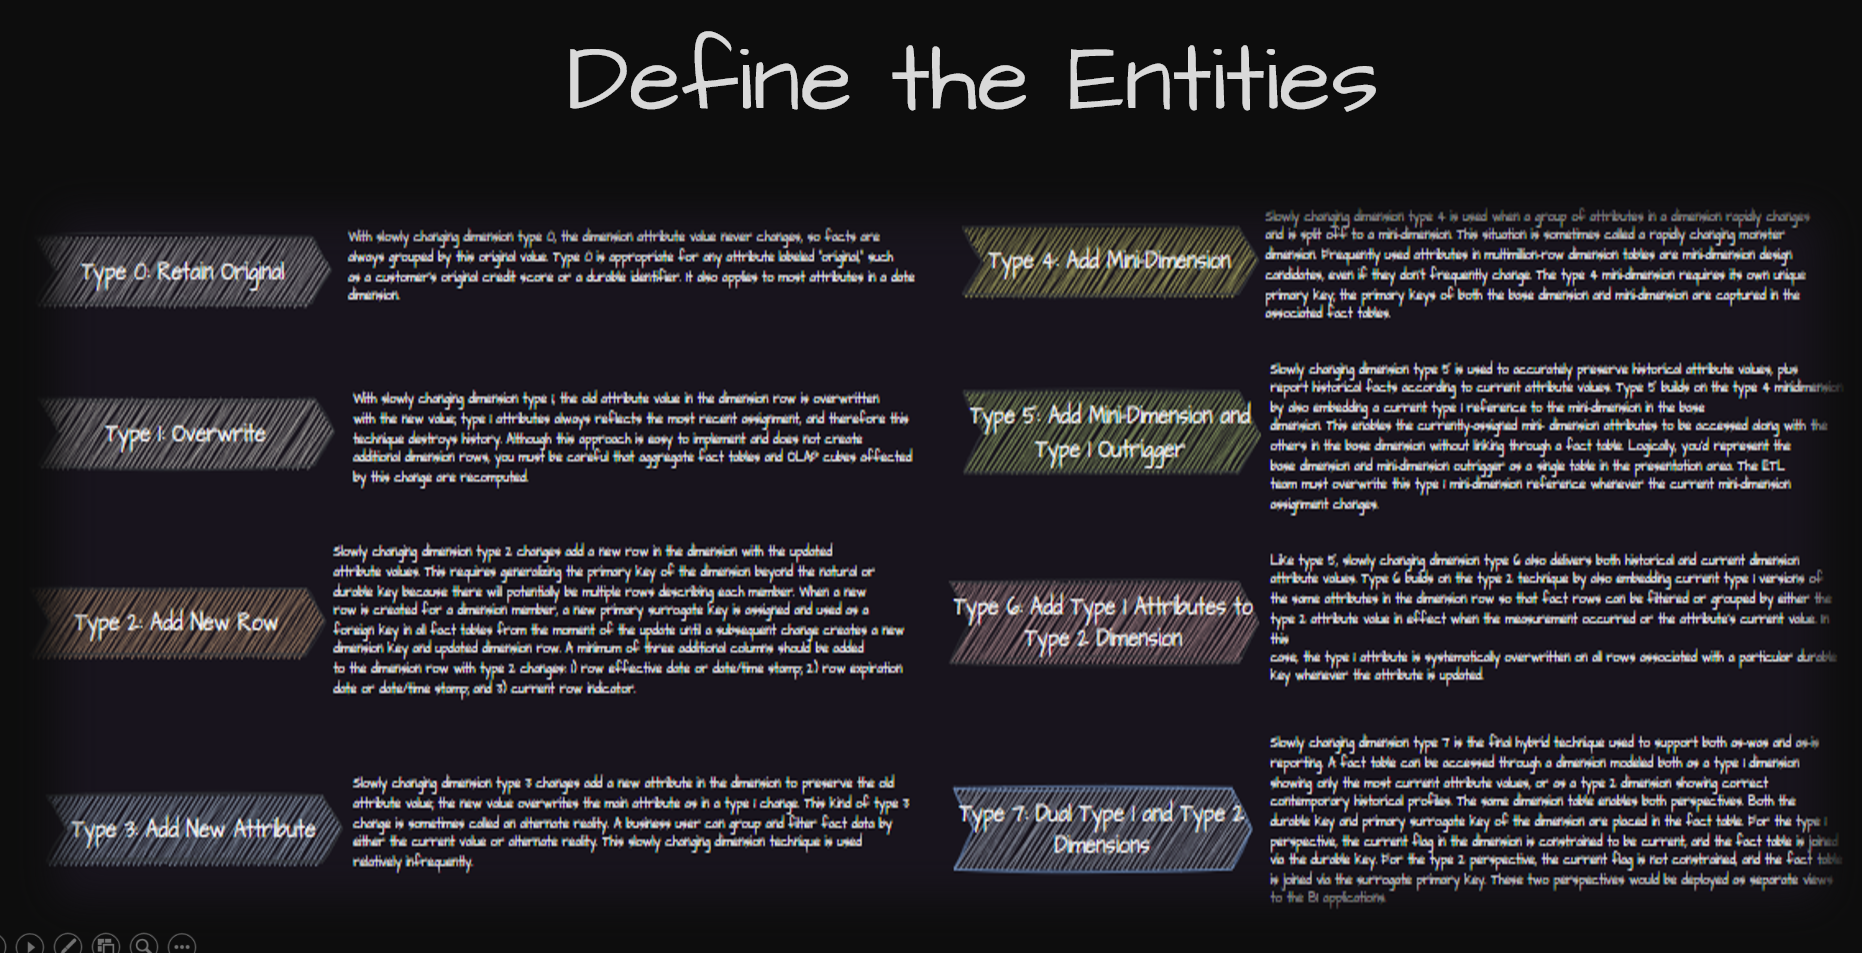 Define the Entities
Type 0: Retain Original
With slowly changing dimension type 0, the dimension attribute value never changes, so facts are
always grouped by this original value. Type 0 is appropriate for any attribute labeled "original," such
as a customer's original credit score or a durable identifier. It also applies to most attributes in a date
dimension.
Type 1: Overwrite
With slowly changing dimension type 1, the old attribute value in the dimension row is overwritten
with the new value; type 1 attributes always reflects the most recent assignment, and therefore this
technique destroys history. Although this approach is easy to implement and does not create
additional dimension rows, you must be careful that aggregate fact tables and OLAP cubes affected
by this change are recomputed.
Type 2: Add New Row
Slowly changing dimension type 2 changes add a new row in the dimension with the updated
attribute values. This requires generalizing the primary key of the dimension beyond the natural or
durable key because there will potentially be multiple rows describing each member. When a new
row is created for a dimension member, a new primary surrogate key is assigned and used as a
foreign key in all fact tables from the moment of the update until a subsequent change creates a new
dimension key and updated dimension row. A minimum of three additional columns should be added
to the dimension row with type 2 changes: 1) row effective date or date/time stamp; 2) row expiration
date or date/time stamp; and 3) current row indicator.
Type 3: Add New Attribute
Slowly changing dimension type 3 changes add a new attribute in the dimension to preserve the old
attribute value; the new value overwrites the main attribute as in a type 1 change. This kind of type 3
change is sometimes called an alternate reality. A business user can group and filter fact data by
either the current value or alternate reality. This slowly changing dimension technique is used
relatively infrequently.
Type 4: Add Mini-Dimension
Slowly changing dimension type 4 is used when a group of attributes in a dimension rapidly changes
and is split off to a mini-dimension. This situation is sometimes called a rapidly changing monster
dimension. Frequently used attributes in multimillion-row dimension tables are mini-dimension design
candidates, even if they don't frequently change. The type 4 mini-dimension requires its own unique
primary key; the primary keys of both the base dimension and mini-dimension are captured in the
associated fact tables.
Type 5: Add Mini-Dimension and
Type 1 Outrigger
Slowly changing dimension type 5 is used to accurately preserve historical attribute values, plus
report historical facts according to current attribute values. Type 5 builds on the type 4 minidimension
by also embedding a current type 1 reference to the mini-dimension in the base
dimension. This enables the currently-assigned mini- dimension attributes to be accessed along with the
others in the base dimension without linking through a fact table. Logically, you'd represent the
base dimension and mini-dimension outrigger as a single table in the presentation area. The ETL
team must overwrite this type 1 mini-dimension reference whenever the current mini-dimension
assignment changes.
Type 6: Add Type 1 Attributes to
Type 2 Dimension
Like type 5, slowly changing dimension type 6 also delivers both historical and current dimension
attribute values. Type 6 builds on the type 2 technique by also embedding current type 1 versions of
the same attributes in the dimension row so that fact rows can be filtered or grouped by either the
type 2 attribute value in effect when the measurement occurred or the attribute's current value. In
this
case, the type 1 attribute is systematically overwritten on all rows associated with a particular durable
key whenever the attribute is updated.
Type 7: Dual Type 1 and Type 2
Dimensions
Slowly changing dimension type 7 is the final hybrid technique used to support both as-was and as-is
reporting. A fact table can be accessed through a dimension modeled both as a type 1 dimension
showing only the most current attribute values, or as a type 2 dimension showing correct
contemporary historical profiles. The same dimension table enables both perspectives. Both the
durable key and primary surrogate key of the dimension are placed in the fact table. For the type 1
perspective, the current flag in the dimension is constrained to be current, and the fact table is joined
via the durable key. For the type 2 perspective, the current flag is not constrained, and the fact table
is joined via the surrogate primary key. These two perspectives would be deployed as separate views
to the BI applications.